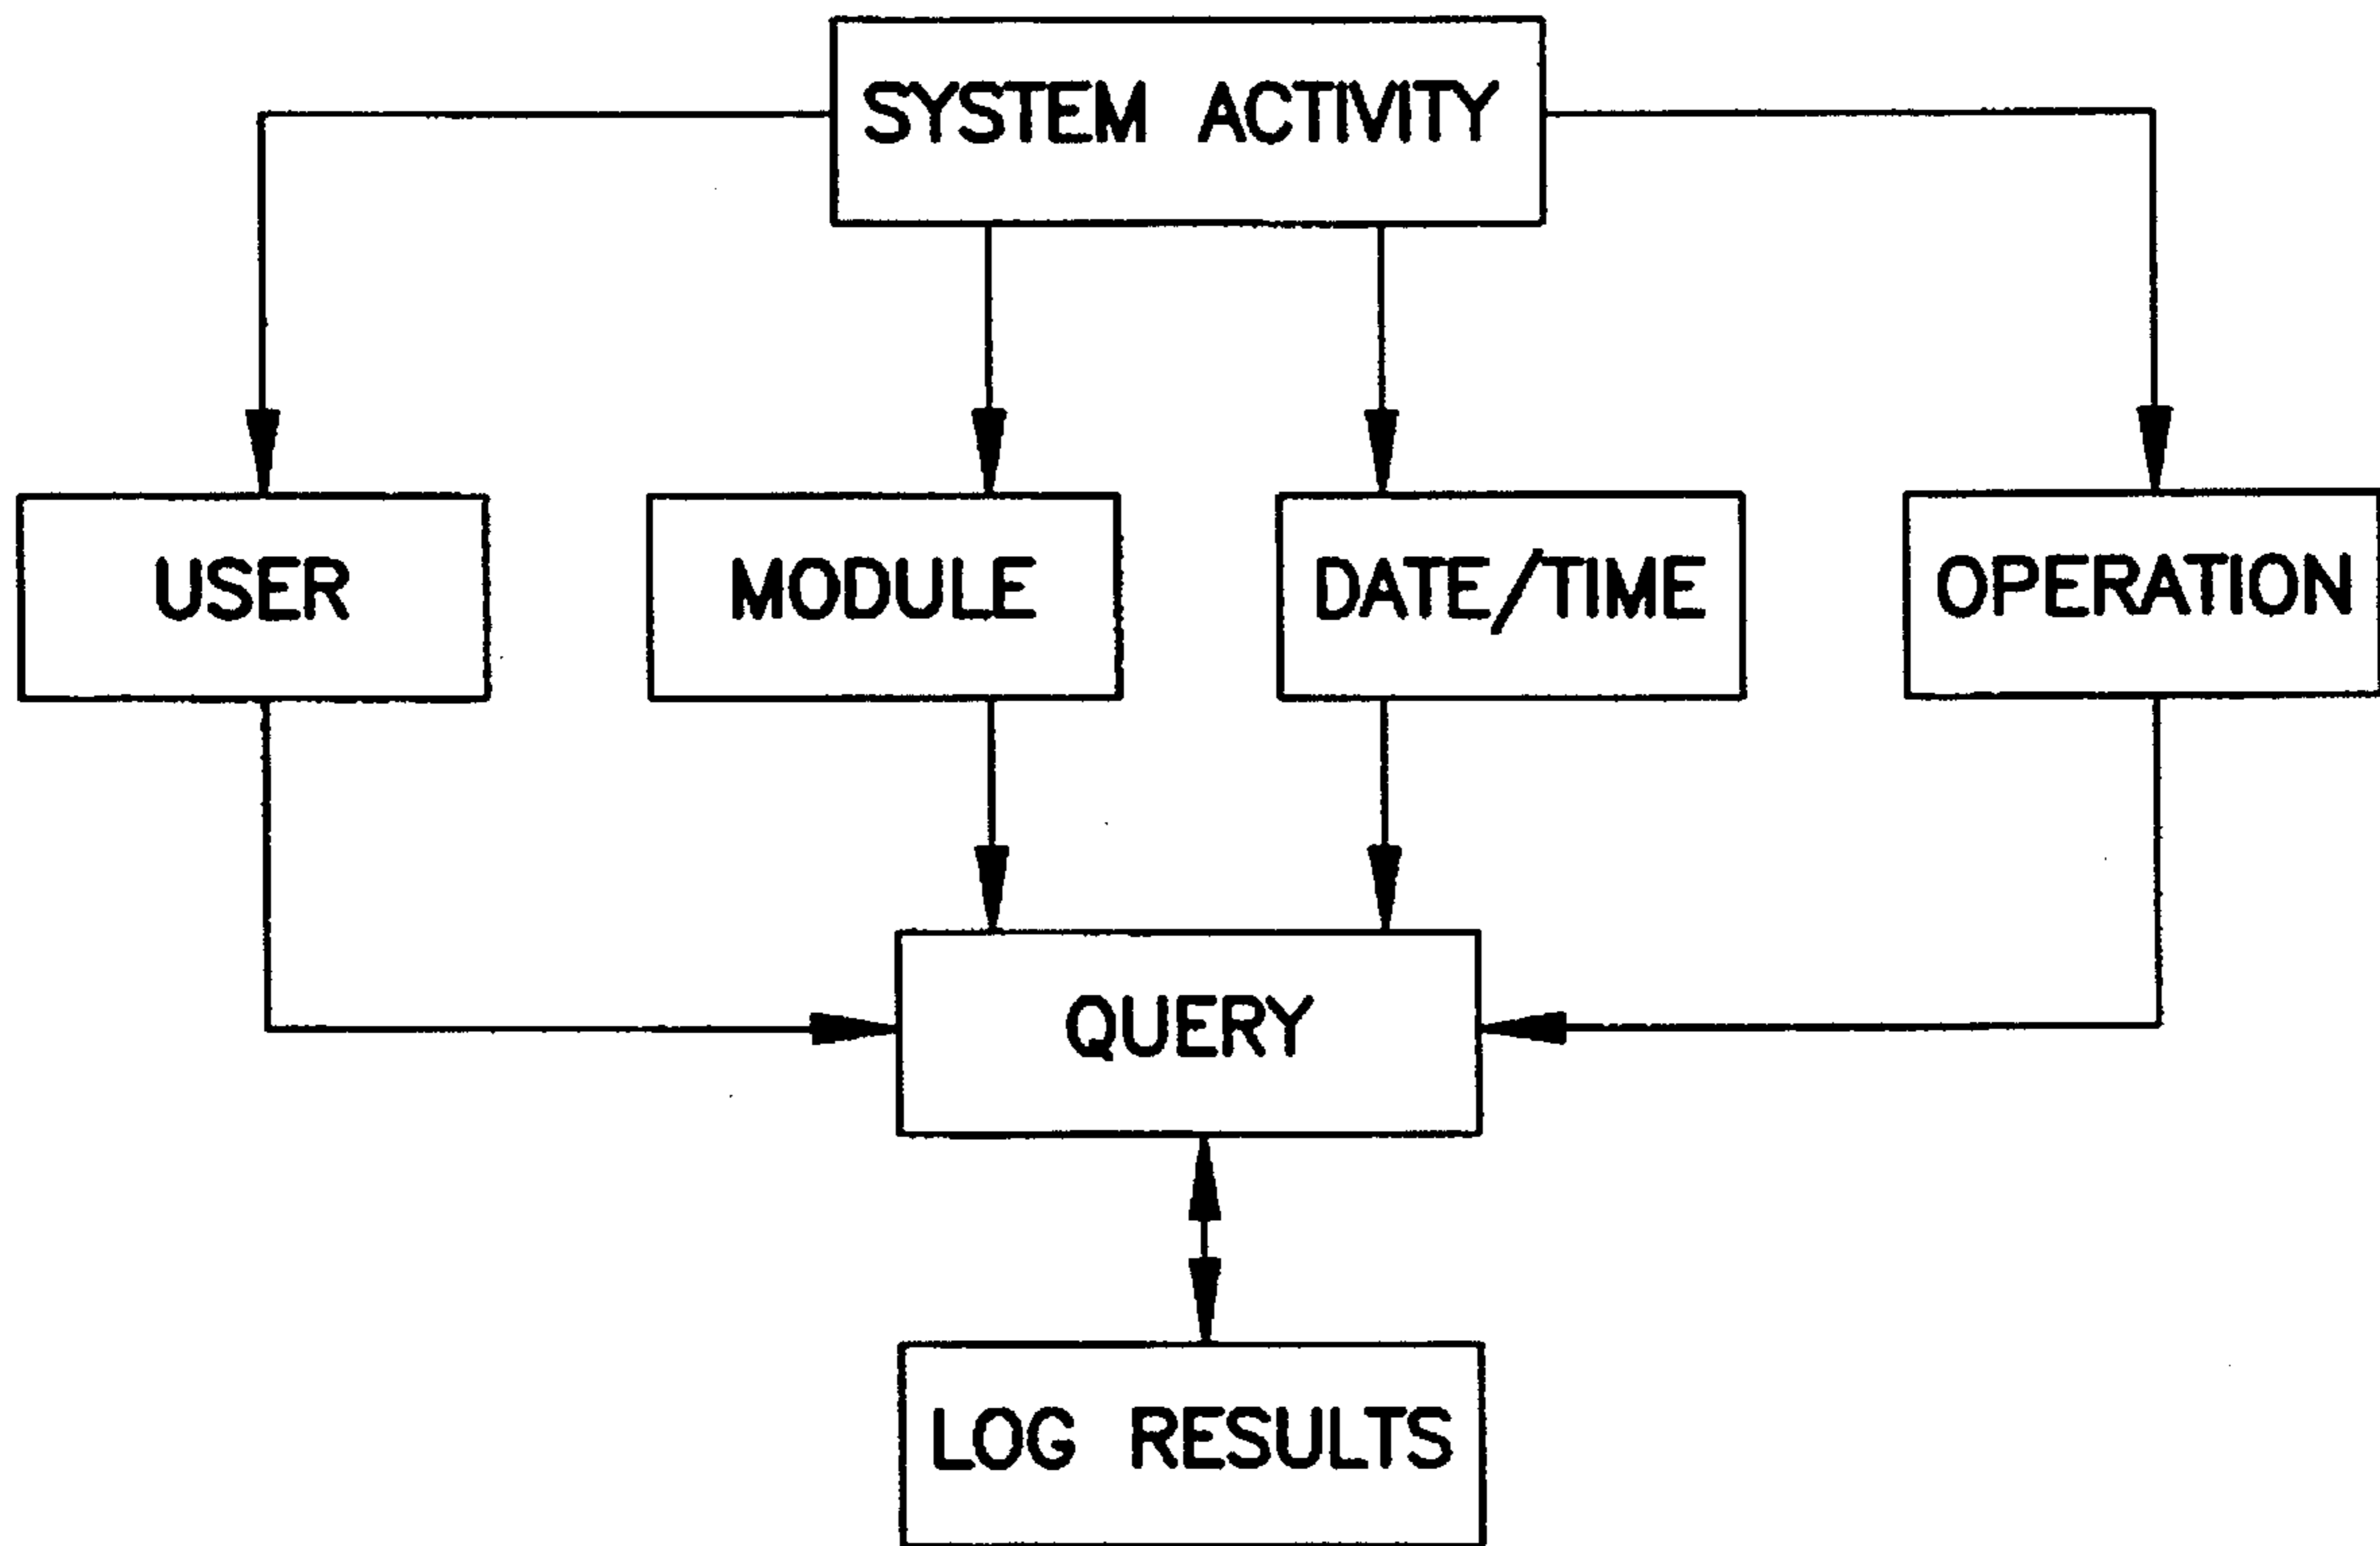 SYSTEM ACTIVITY
USER
MODULE
DATE/TIME
OPERATION
QUERY
LOG RESULTS